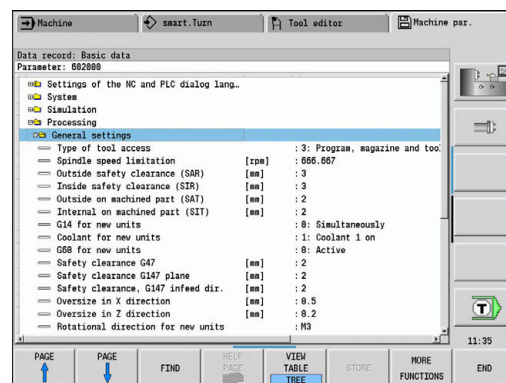 Machine
smart.Turn
Tool editor
Machine par.
Data record: Basic data
Parameter: 602000
Settings of the NC and PLC dialog lang…
System
Simulation
Processing
General settings
Type of tool access : 3: Program, magazine and too
Spindle speed limitation [rpm] : 666.667
Outside safety clearance (SAR) [mm] : 3
Inside safety clearance (SIR) [mm] : 3
Outside on machined part (SAT) [mm] : 2
Internal on machined part (SIT) [mm] : 2
G14 for new units : 0: Simultaneously
Coolant for new units : 1: Coolant 1 on
G60 for new units : 0: Active
Safety clearance G47 [mm] : 2
Safety clearance G147 plane [mm] : 2
Safety clearance, G147 infeed dir. [mm] : 2
Oversize in X direction [mm] : 0.5
Oversize in Z direction [mm] : 0.2
Rotational direction for new units : M3
T
11:35
PAGE
PAGE
FIND
HELP PAGE
VIEW TABLE TREE
STORE
MORE FUNCTIONS
END